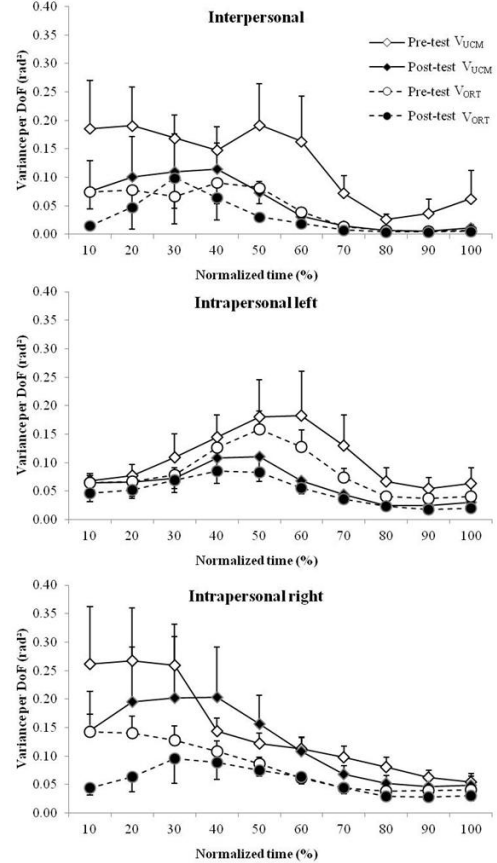 Interpersonal
Pre-test V_UCM
Post-test V_UCM
Pre-test V_ORT
Post-test V_ORT
Variance per DoF (rad²)
0.40
0.35
0.30
0.25
0.20
0.15
0.10
0.05
0.00
10 20 30 40 50 60 70 80 90 100
Normalized time (%)
Intrapersonal left
Variance per DoF (rad²)
0.40
0.35
0.30
0.25
0.20
0.15
0.10
0.05
0.00
10 20 30 40 50 60 70 80 90 100
Normalized time (%)
Intrapersonal right
Variance per DoF (rad²)
0.40
0.35
0.30
0.25
0.20
0.15
0.10
0.05
0.00
10 20 30 40 50 60 70 80 90 100
Normalized time (%)